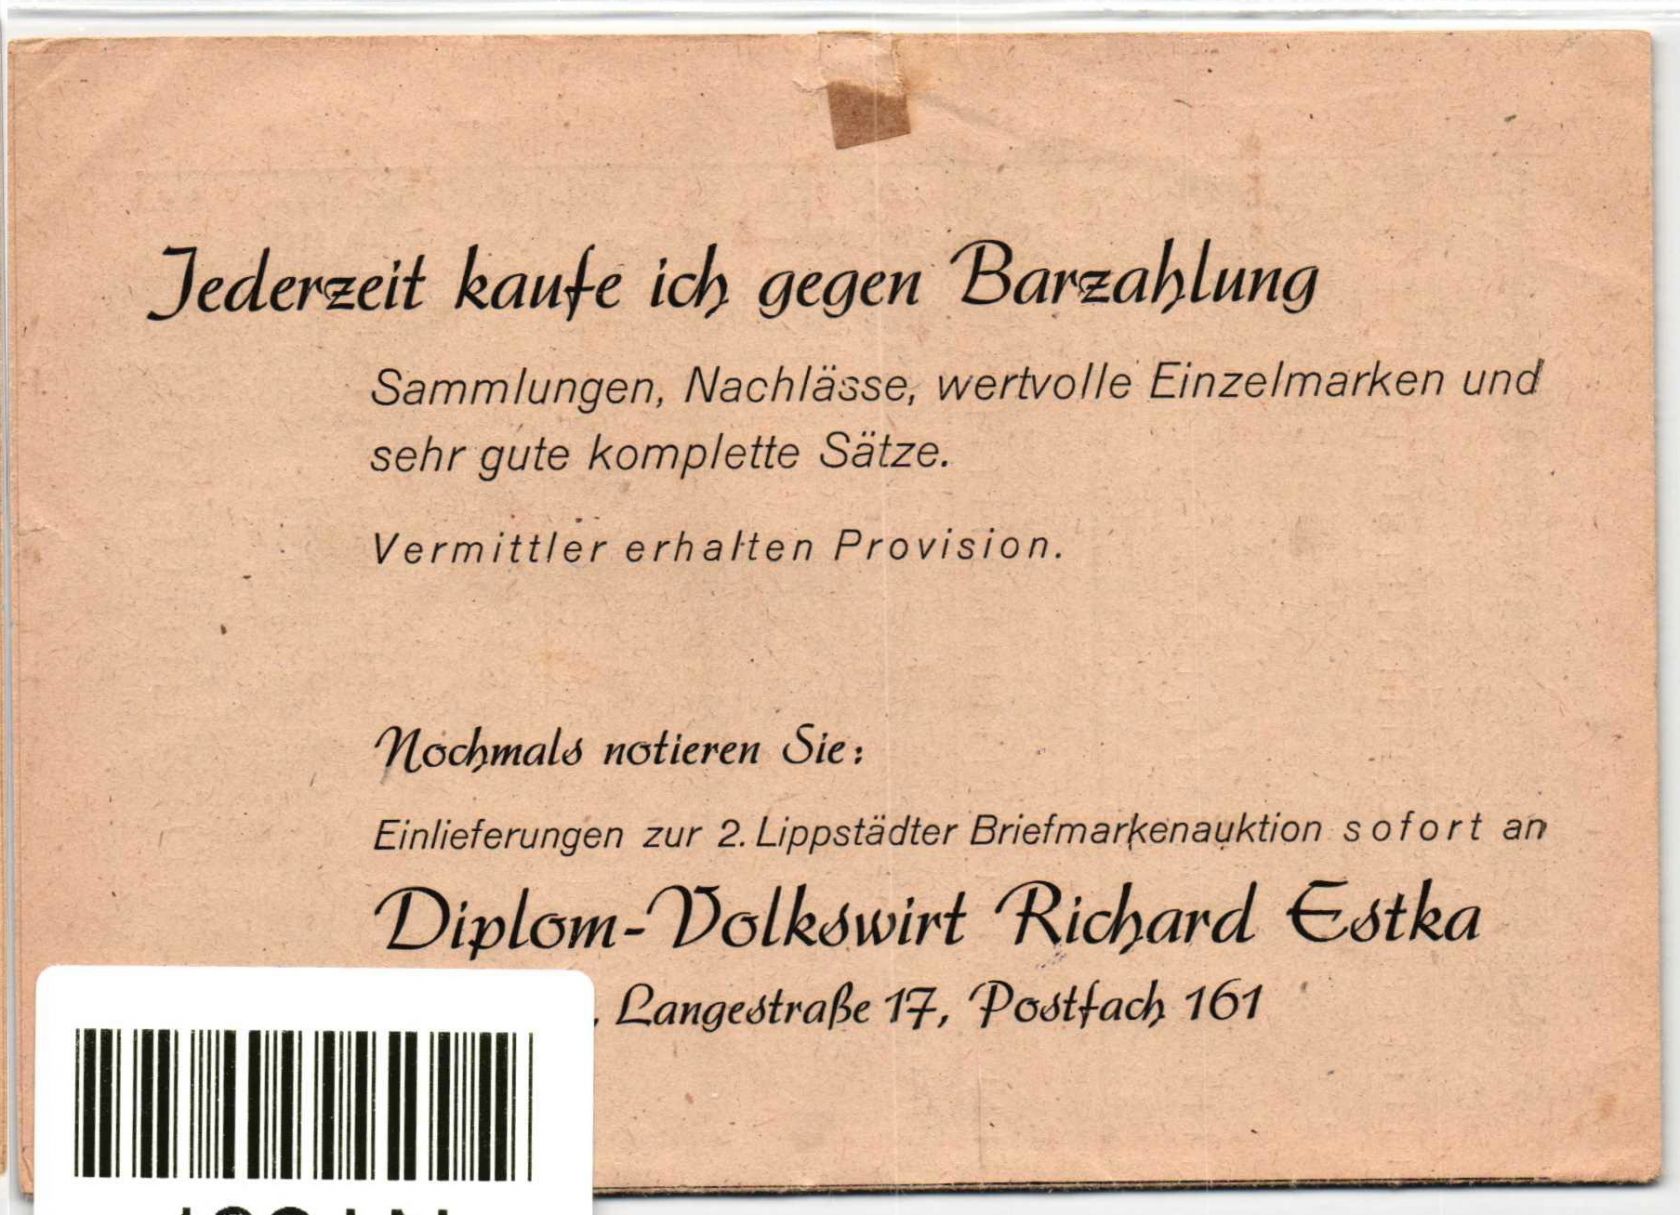 Jederzeit kaufe ich gegen Barzahlung
Sammlungen, Nachlässe, wertvolle Einzelmarken und
sehr gute komplette Sätze.
Vermittler erhalten Provision.
Nochmals notieren Sie:
Einlieferungen zur 2. Lippstädter Briefmarkenauktion sofort an
Diplom-Volkswirt Richard Estka
, Langestraße 17, Postfach 161